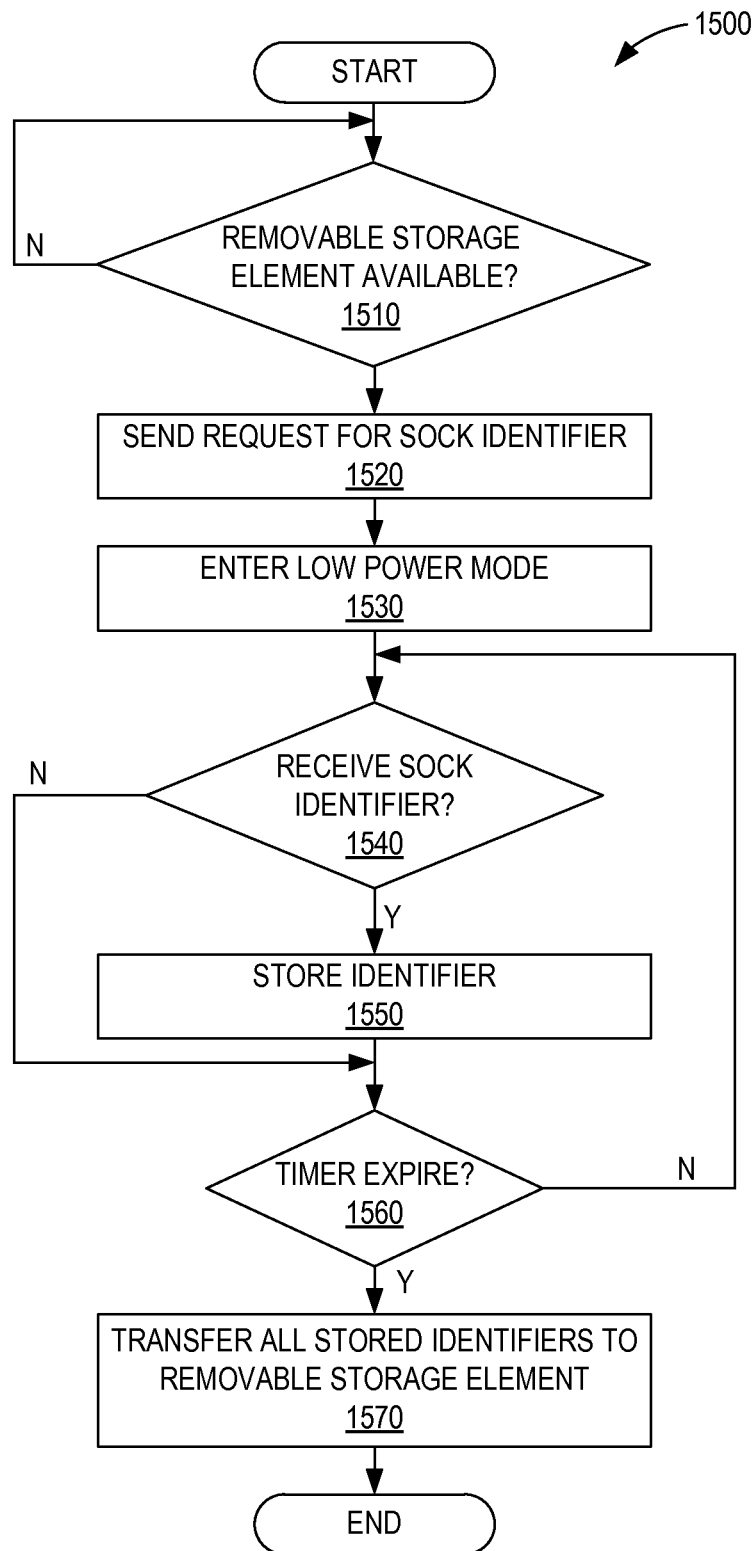 1500
START
REMOVABLE STORAGE
ELEMENT AVAILABLE?
1510
N
SEND REQUEST FOR SOCK IDENTIFIER
1520
ENTER LOW POWER MODE
1530
RECEIVE SOCK
IDENTIFIER?
1540
N
Y
STORE IDENTIFIER
1550
TIMER EXPIRE?
1560
N
Y
TRANSFER ALL STORED IDENTIFIERS TO
REMOVABLE STORAGE ELEMENT
1570
END